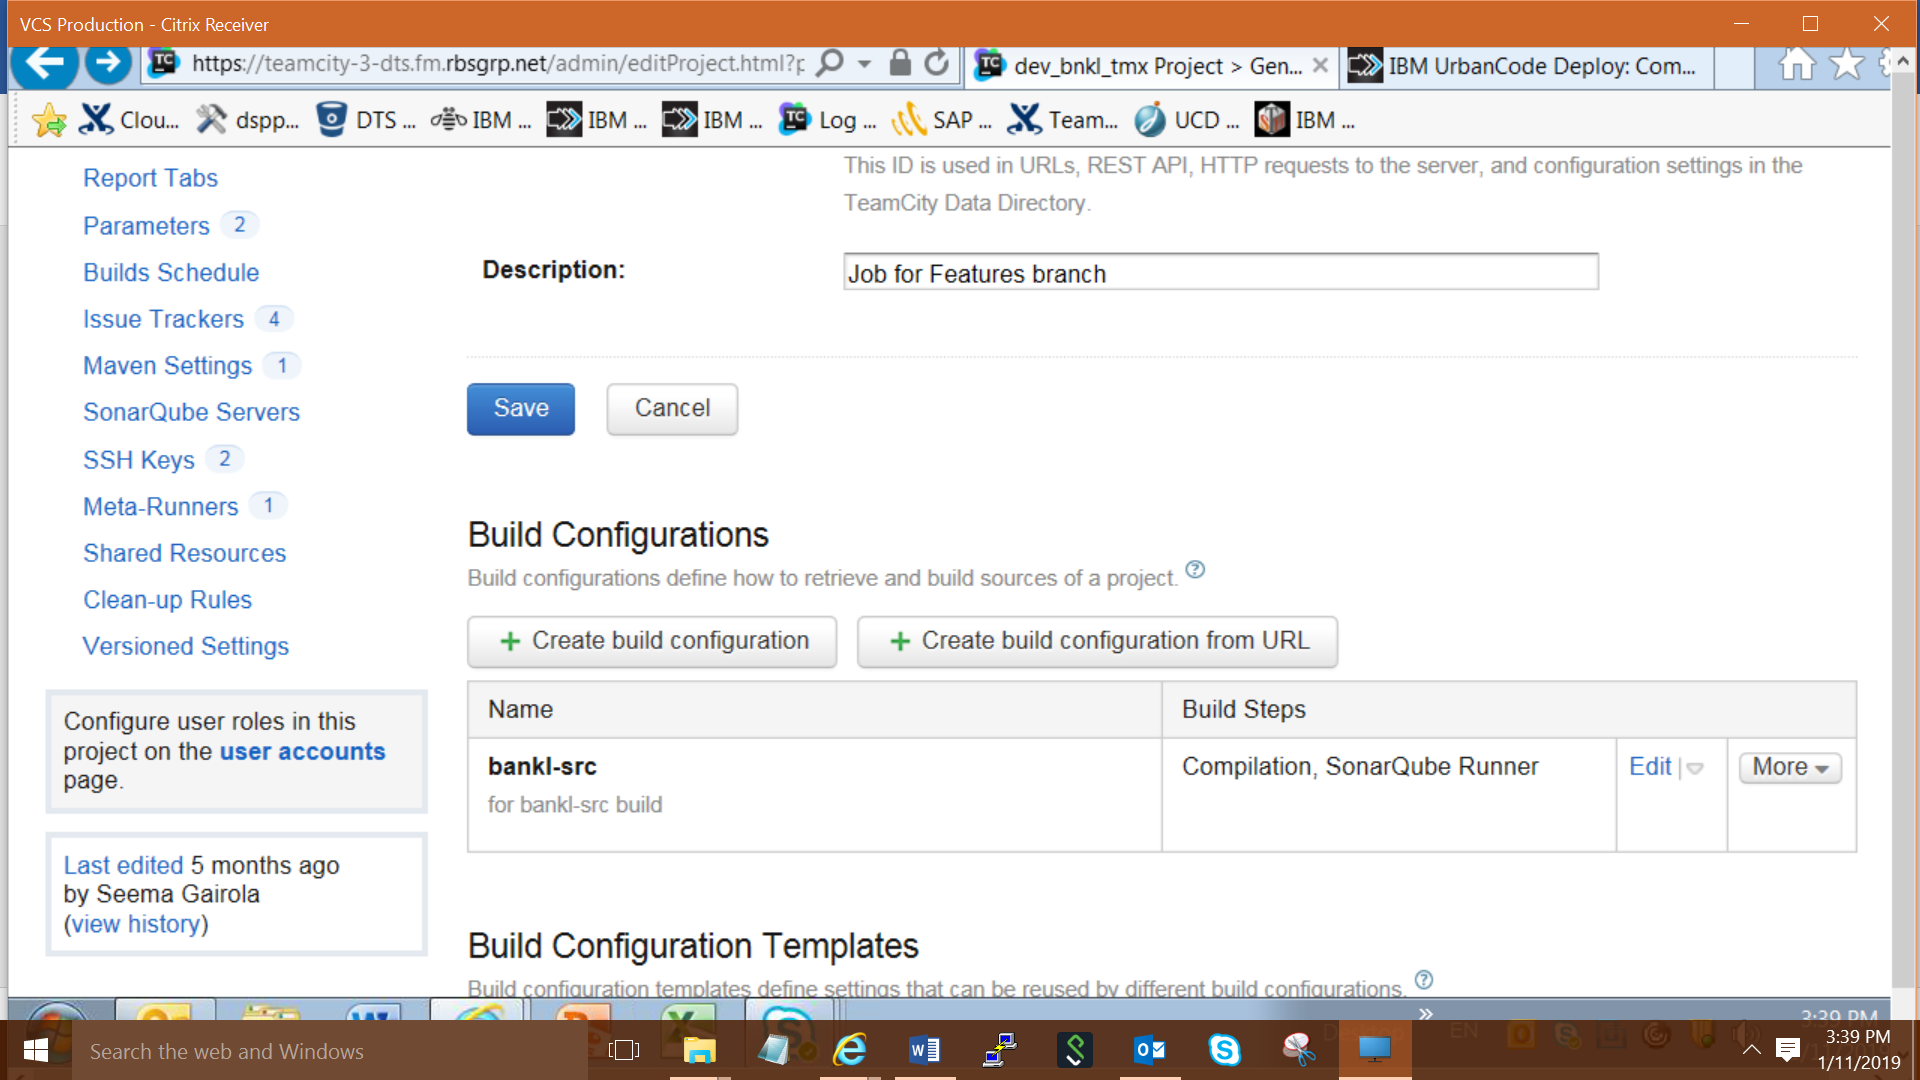 VCS Production - Citrix Receiver
https://teamcity-3-dts.fm.rbsgrp.net/admin/editProject.html?p
dev_bnkl_tmx Project > Gen...
IBM UrbanCode Deploy: Com...
Clou...
dspp...
DTS ...
IBM ...
IBM ...
IBM ...
Log ...
SAP ...
Team...
UCD ...
IBM ...
This ID is used in URLs, REST API, HTTP requests to the server, and configuration settings in the
TeamCity Data Directory.
Report Tabs
Parameters 2
Builds Schedule
Issue Trackers 4
Maven Settings 1
SonarQube Servers
SSH Keys 2
Meta-Runners 1
Shared Resources
Clean-up Rules
Versioned Settings
Configure user roles in this
project on the user accounts
page.
Last edited 5 months ago
by Seema Gairola
(view history)
Description:
Job for Features branch
Save
Cancel
Build Configurations
Build configurations define how to retrieve and build sources of a project. ?
+ Create build configuration
+ Create build configuration from URL
Name
Build Steps
bankl-src
for bankl-src build
Compilation, SonarQube Runner
Edit
More
Build Configuration Templates
Build configuration templates define settings that can be reused by different build configurations. ?
3:39 PM
Search the web and Windows
Desktop
EN
3:39 PM
1/11/2019